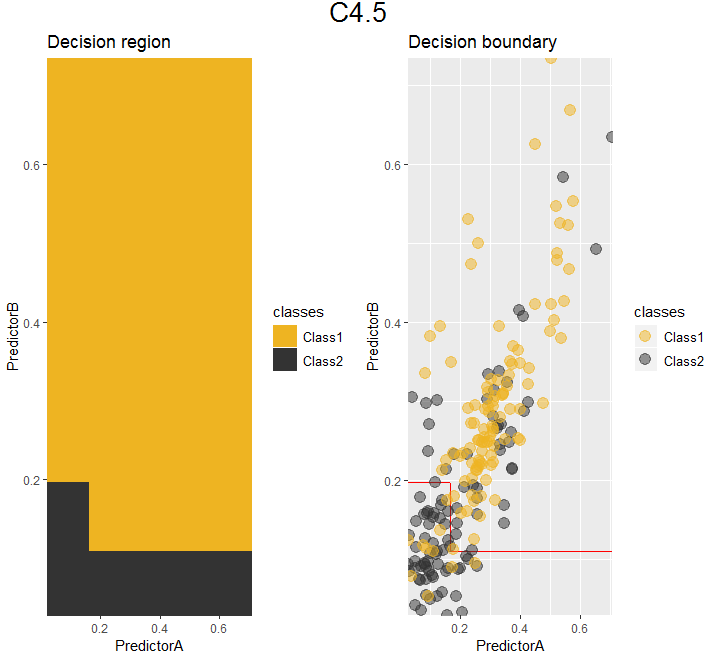 C4.5
Decision region
0.6
0.4
0.2
PredictorB
0.2 0.4 0.6
PredictorA
classes
Class1
Class2
Decision boundary
0.6
0.4
0.2
PredictorB
0.2 0.4 0.6
PredictorA
classes
Class1
Class2